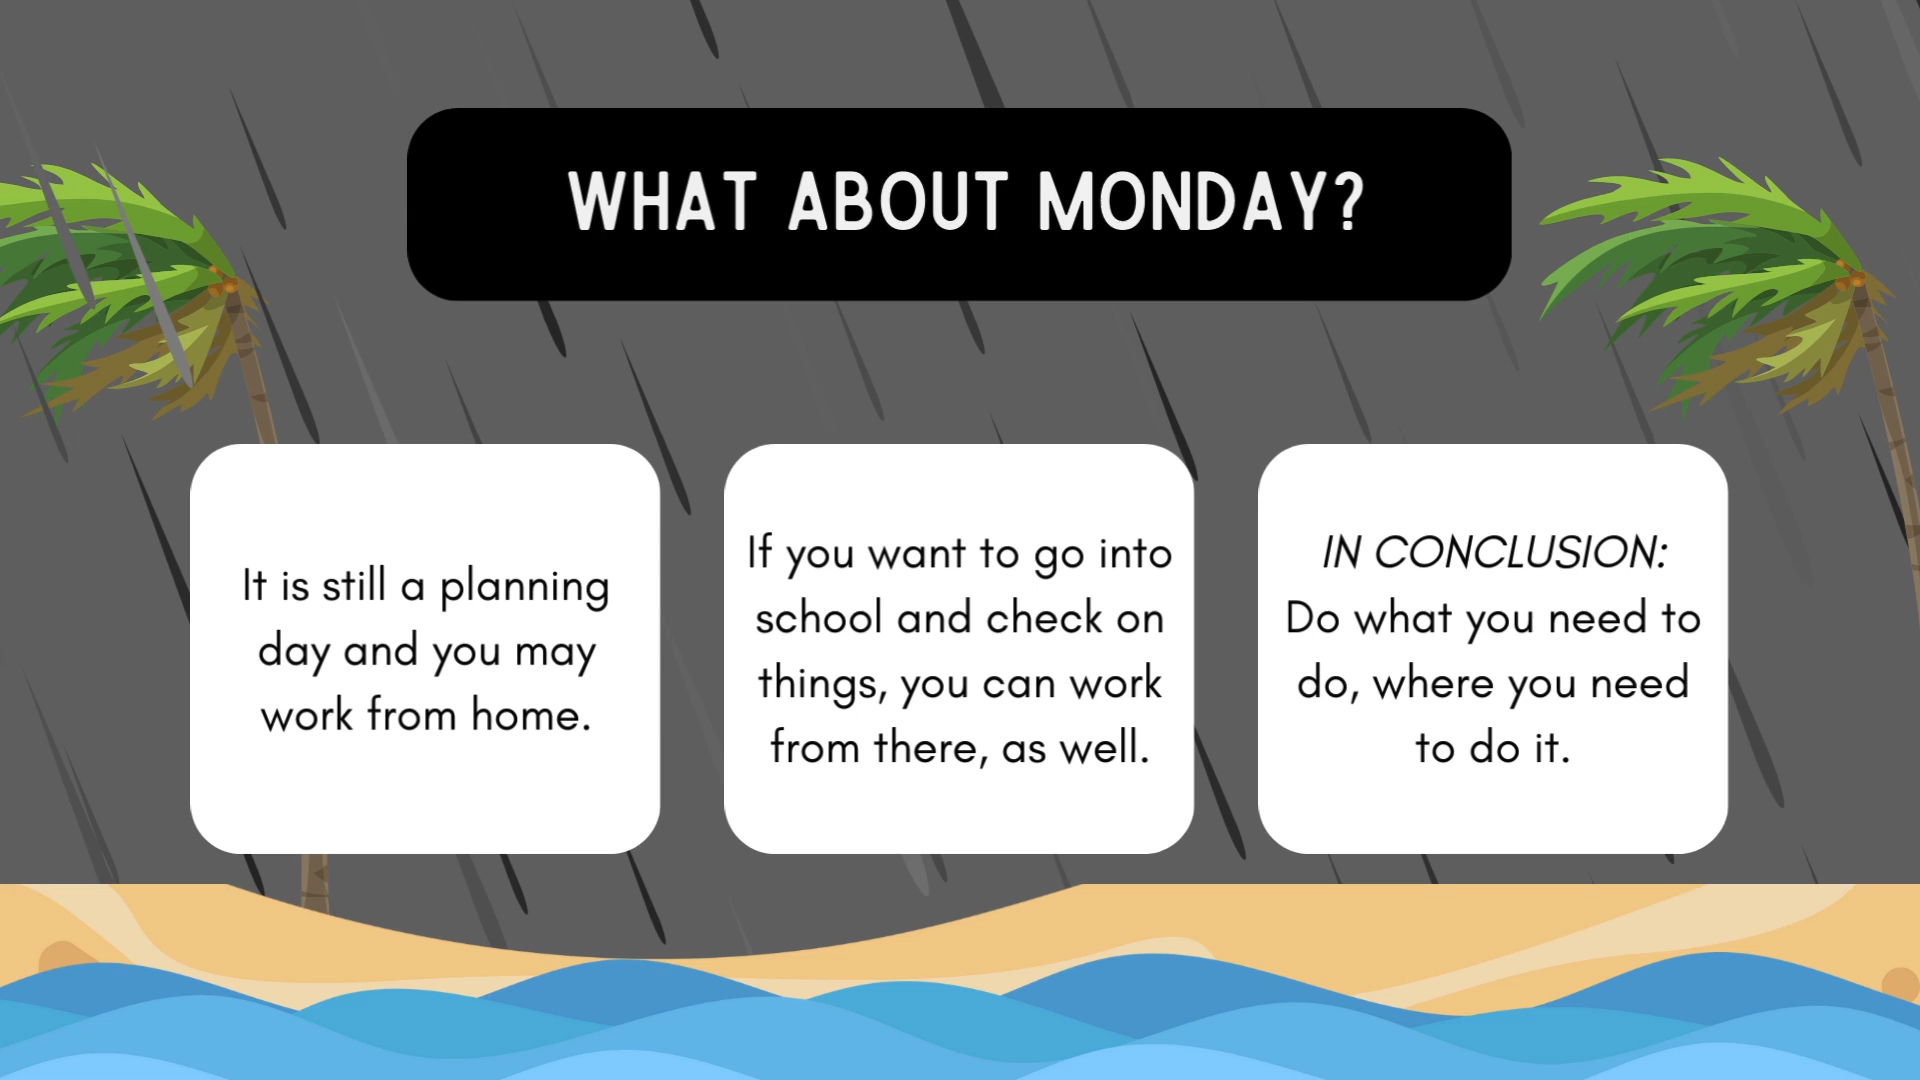 WHAT ABOUT MONDAY?
It is still a planning
day and you may
work from home.
If you want to go into
school and check on
things, you can work
from there, as well.
IN CONCLUSION:
Do what you need to
do, where you need
to do it.